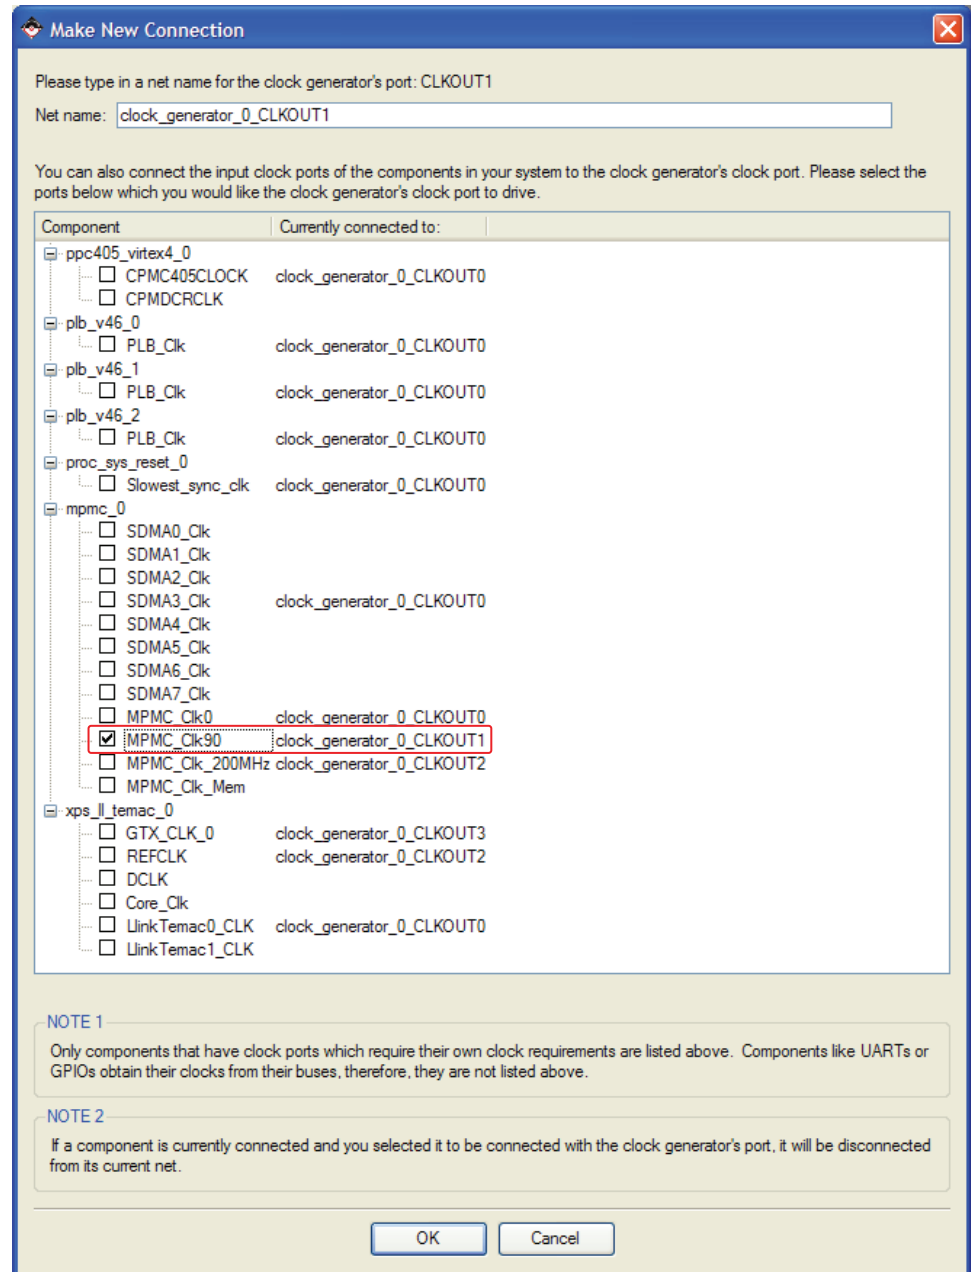 Make New Connection
Please type in a net name for the clock generator's port: CLKOUT1
Net name: clock_generator_0_CLKOUT1
You can also connect the input clock ports of the components in your system to the clock generator's clock port. Please select the
ports below which you would like the clock generator's clock port to drive.
Component Currently connected to:
ppc405_virtex4_0
CPMC405CLOCK clock_generator_0_CLKOUT0
CPMDCRCLK
plb_v46_0
PLB_Clk clock_generator_0_CLKOUT0
plb_v46_1
PLB_Clk clock_generator_0_CLKOUT0
plb_v46_2
PLB_Clk clock_generator_0_CLKOUT0
proc_sys_reset_0
Slowest_sync_clk clock_generator_0_CLKOUT0
mpmc_0
SDMA0_Clk
SDMA1_Clk
SDMA2_Clk
SDMA3_Clk clock_generator_0_CLKOUT0
SDMA4_Clk
SDMA5_Clk
SDMA6_Clk
SDMA7_Clk
MPMC_Clk0 clock_generator_0_CLKOUT0
MPMC_Clk90 clock_generator_0_CLKOUT1
MPMC_Clk_200MHz clock_generator_0_CLKOUT2
MPMC_Clk_Mem
xps_ll_temac_0
GTX_CLK_0 clock_generator_0_CLKOUT3
REFCLK clock_generator_0_CLKOUT2
DCLK
Core_Clk
LlinkTemac0_CLK clock_generator_0_CLKOUT0
LlinkTemac1_CLK
NOTE 1
Only components that have clock ports which require their own clock requirements are listed above. Components like UARTs or
GPIOs obtain their clocks from their buses, therefore, they are not listed above.
NOTE 2
If a component is currently connected and you selected it to be connected with the clock generator's port, it will be disconnected
from its current net.
OK Cancel